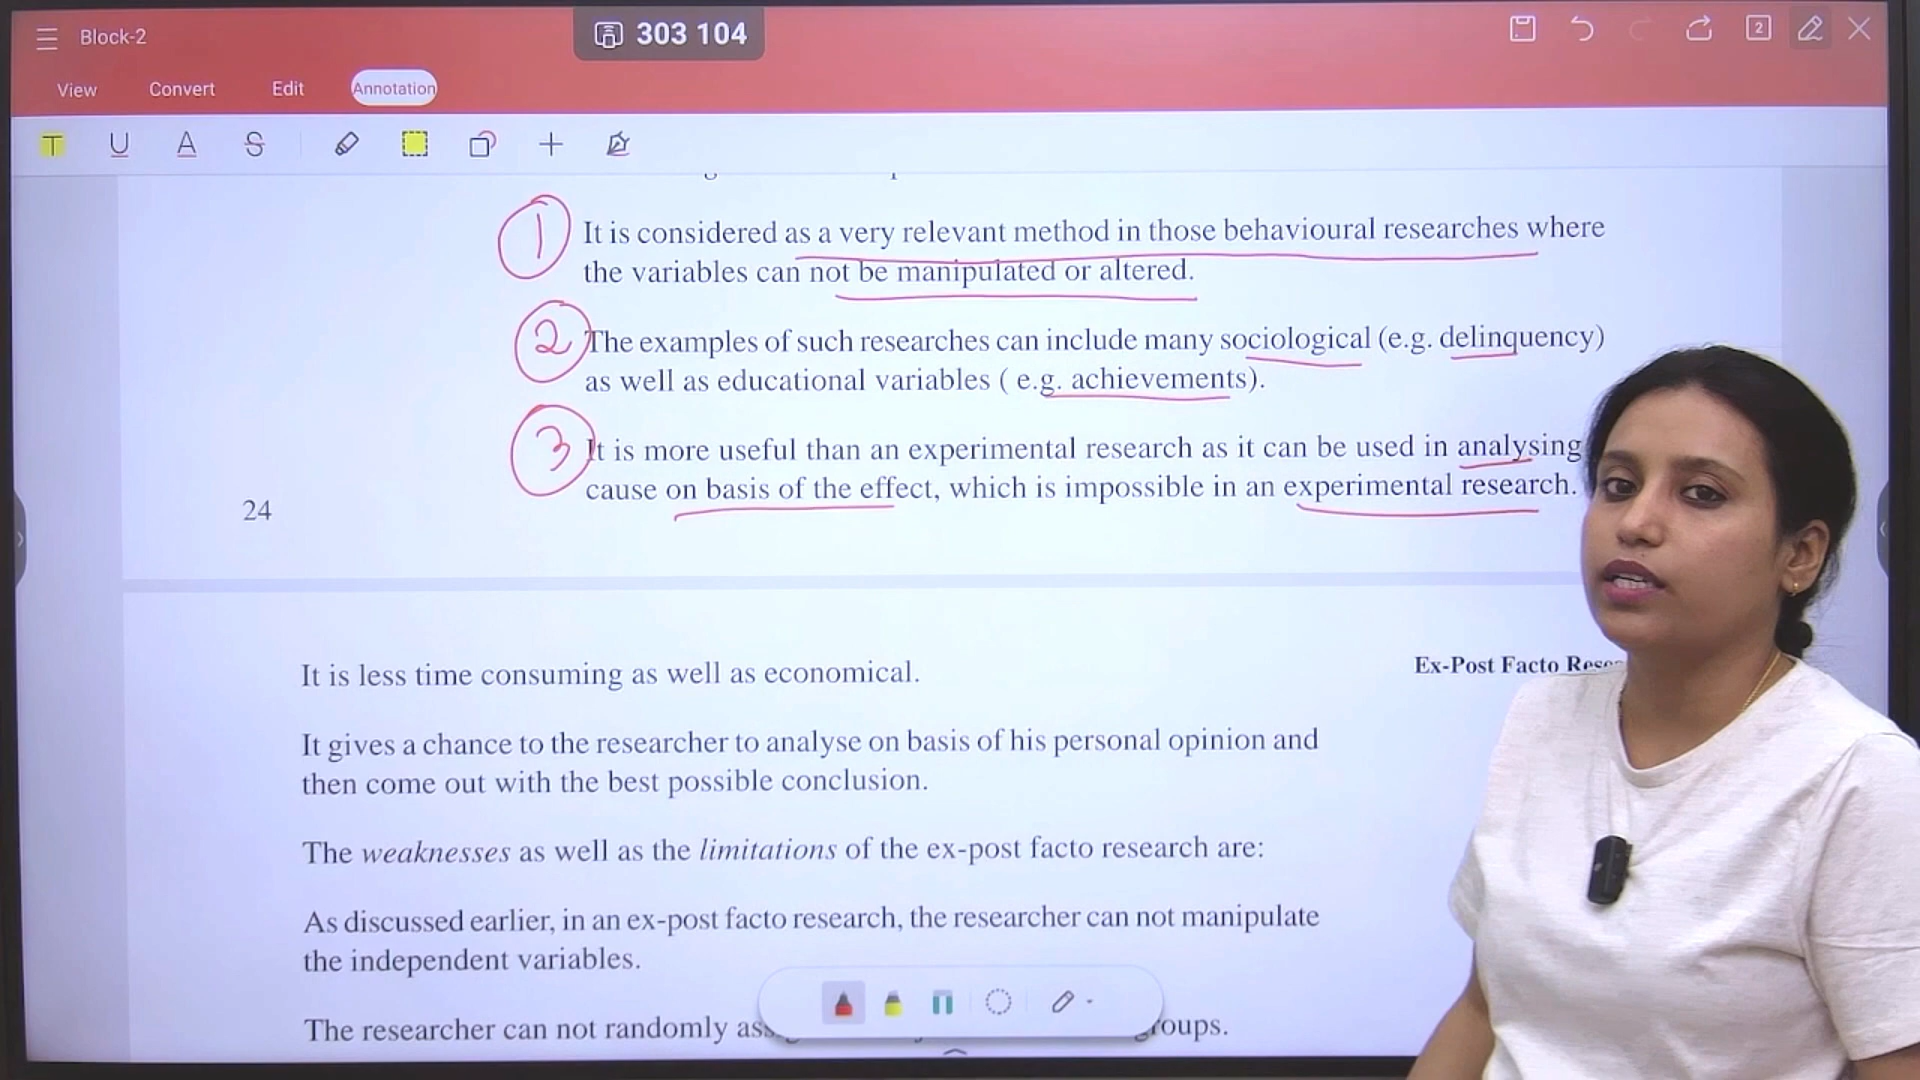 Block-2
303 104
2
View Convert Edit Annotation
T U A S
1 It is considered as a very relevant method in those behavioural researches where
the variables can not be manipulated or altered.
2 The examples of such researches can include many sociological (e.g. delinquency)
as well as educational variables ( e.g. achievements).
3 It is more useful than an experimental research as it can be used in analysing
cause on basis of the effect, which is impossible in an experimental research.
24
Ex-Post Facto
It is less time consuming as well as economical.
It gives a chance to the researcher to analyse on basis of his personal opinion and
then come out with the best possible conclusion.
The weaknesses as well as the limitations of the ex-post facto research are:
As discussed earlier, in an ex-post facto research, the researcher can not manipulate
the independent variables.
The researcher can not randomly